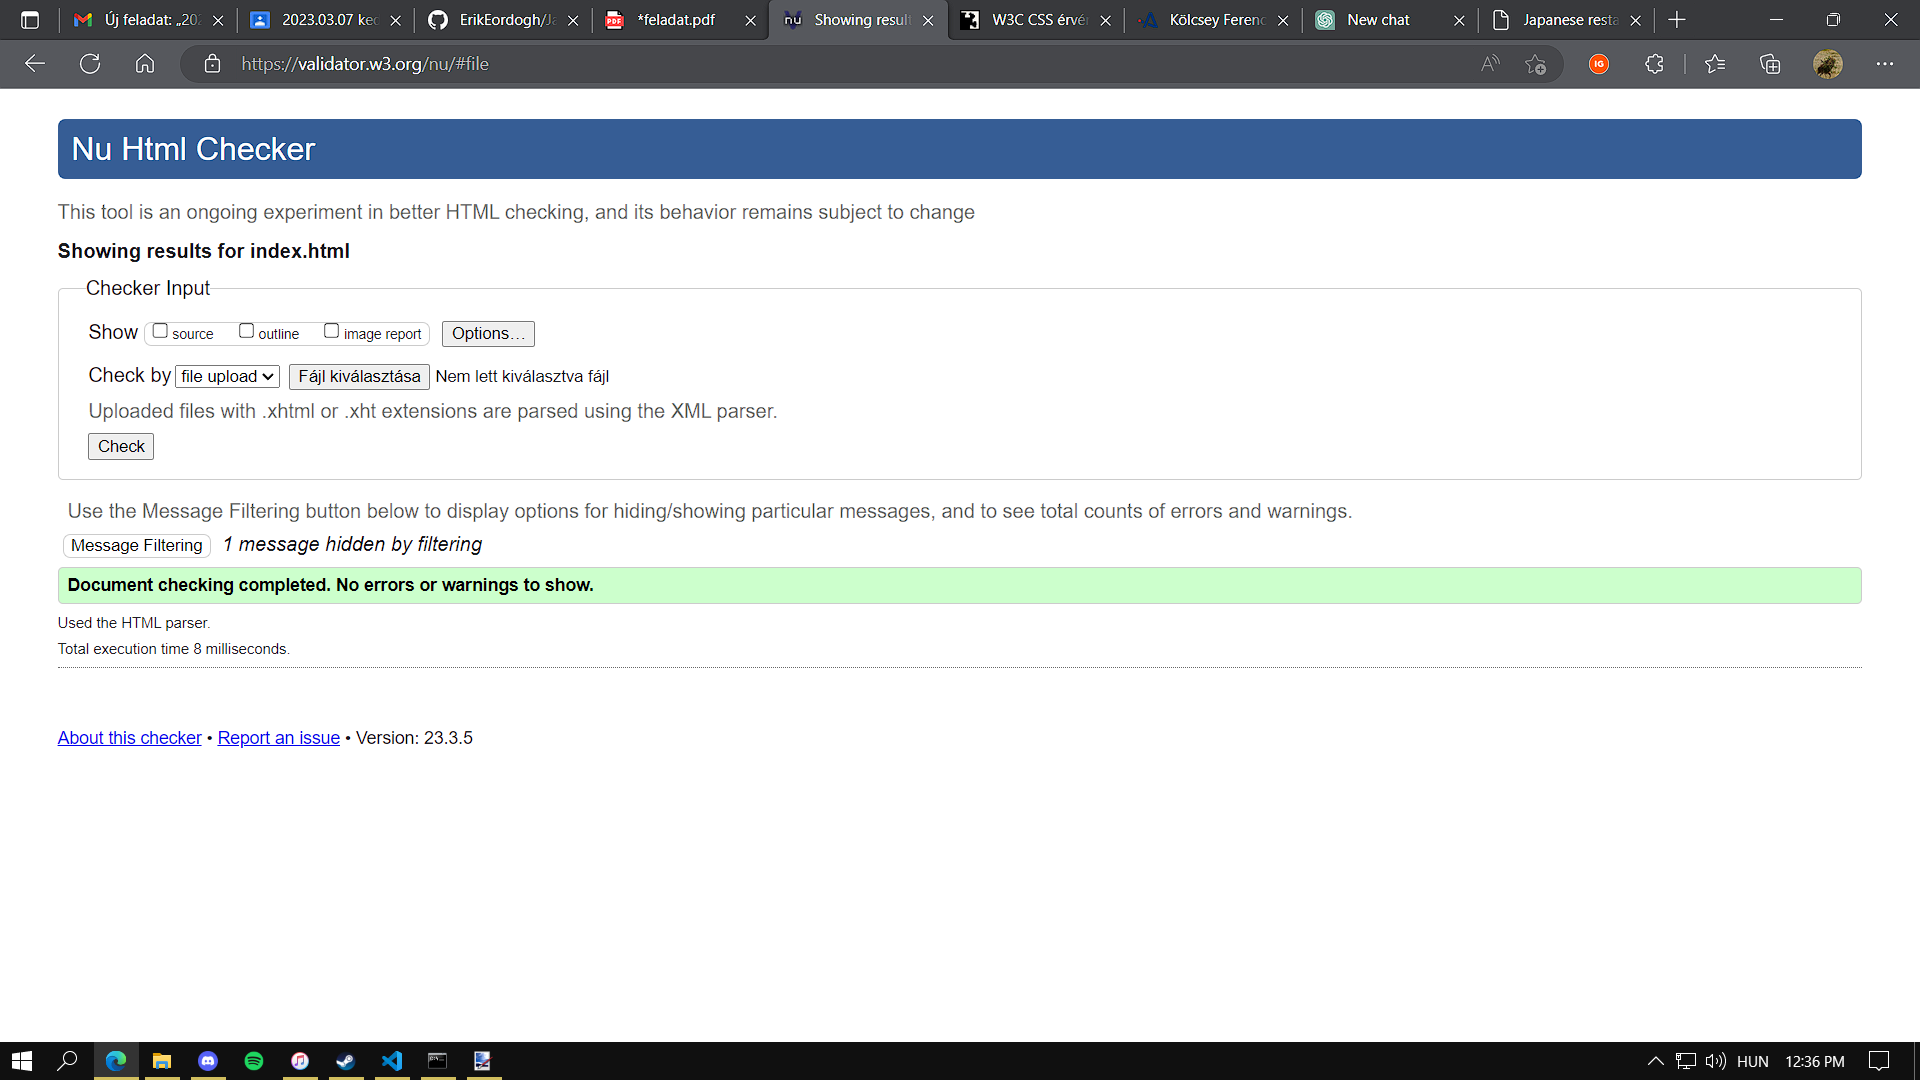 Új feladat: „202
2023.03.07 ked
ErikEordogh/Ja
*feladat.pdf
Showing result
W3C CSS érvén
Kölcsey Ferenc
New chat
Japanese resta
https://validator.w3.org/nu/#file
IG
Nu Html Checker
This tool is an ongoing experiment in better HTML checking, and its behavior remains subject to change
Showing results for index.html
Checker Input
Show source outline image report Options...
Check by file upload Fájl kiválasztása Nem lett kiválasztva fájl
Uploaded files with .xhtml or .xht extensions are parsed using the XML parser.
Check
Use the Message Filtering button below to display options for hiding/showing particular messages, and to see total counts of errors and warnings.
Message Filtering 1 message hidden by filtering
Document checking completed. No errors or warnings to show.
Used the HTML parser.
Total execution time 8 milliseconds.
About this checker • Report an issue • Version: 23.3.5
HUN 12:36 PM